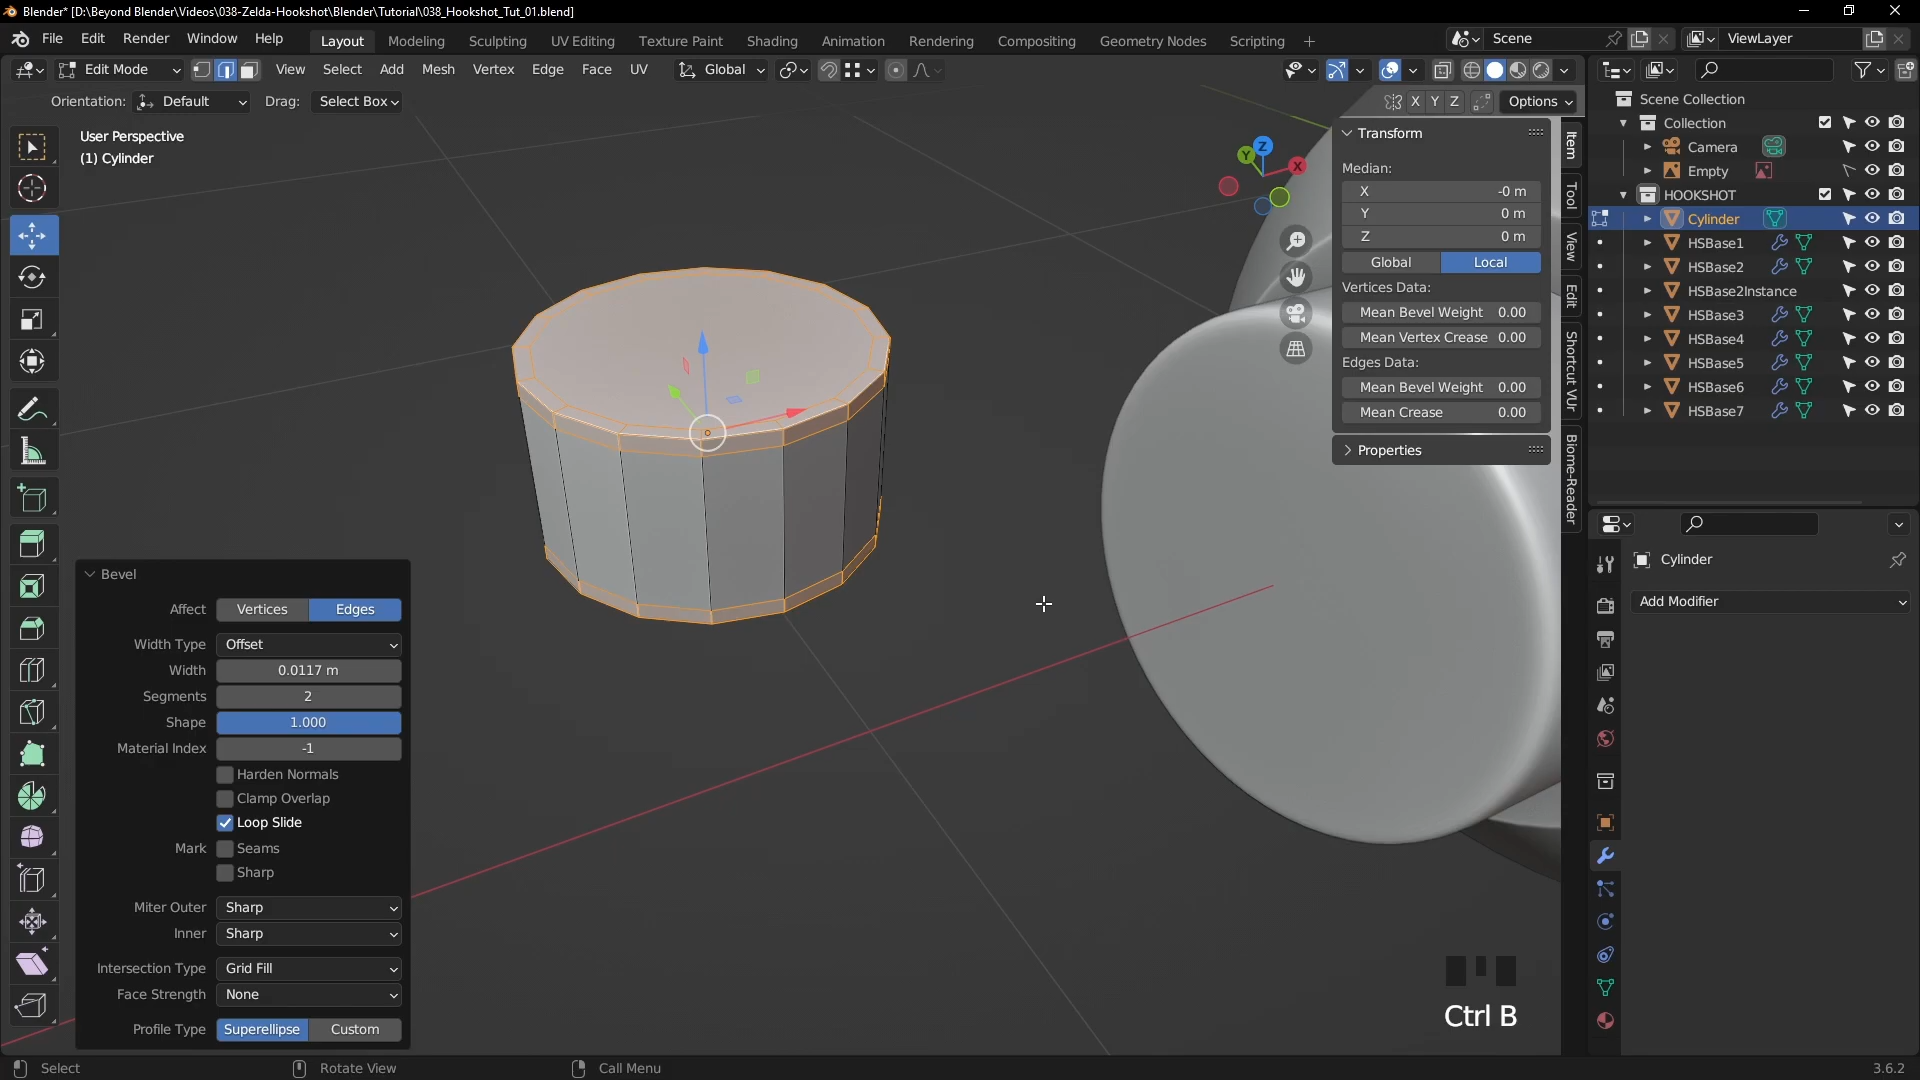 Blender* [D:\Beyond Blender\Videos\038-Zelda-Hookshot\Blender\Tutorial\038_Hookshot_Tut_01.blend]
File Edit Render Window Help Layout Modeling Sculpting UV Editing Texture Paint Shading Animation Rendering Compositing Geometry Nodes Scripting + Scene ViewLayer
Edit Mode View Select Add Mesh Vertex Edge Face UV Global
Orientation: Default Drag: Select Box X Y Z Options
User Perspective
(1) Cylinder
Z
Y
X
Transform
Median:
X -0 m
Y 0 m
Z 0 m
Global Local
Vertices Data:
Mean Bevel Weight 0.00
Mean Vertex Crease 0.00
Edges Data:
Mean Bevel Weight 0.00
Mean Crease 0.00
Properties
Item
Tool
View
Edit
Shortcut VUr
Biome-Reader
Scene Collection
Collection
Camera
Empty
HOOKSHOT
Cylinder
HSBase1
HSBase2
HSBase2Instance
HSBase3
HSBase4
HSBase5
HSBase6
HSBase7
Cylinder
Add Modifier
Bevel
Affect Vertices Edges
Width Type Offset
Width 0.0117 m
Segments 2
Shape 1.000
Material Index -1
Harden Normals
Clamp Overlap
Loop Slide
Mark Seams
Sharp
Miter Outer Sharp
Inner Sharp
Intersection Type Grid Fill
Face Strength None
Profile Type Superellipse Custom
Ctrl B
Select Rotate View Call Menu 3.6.2